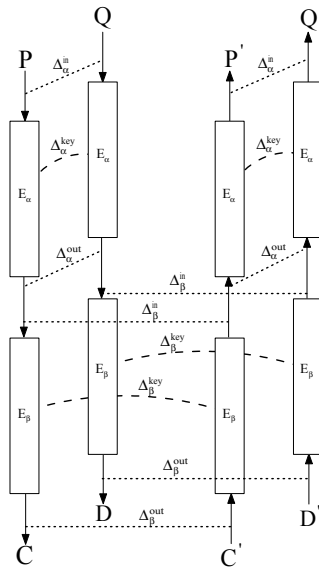 Q Q'
P Δ_α^in P' Δ_α^in
Δ_α^key Δ_α^key
E_α E_α
E_α E_α
Δ_α^out Δ_α^out
Δ_β^in
Δ_β^in
Δ_β^key
E_β E_β
Δ_β^key
E_β E_β
Δ_β^out
D D'
Δ_β^out
C C'